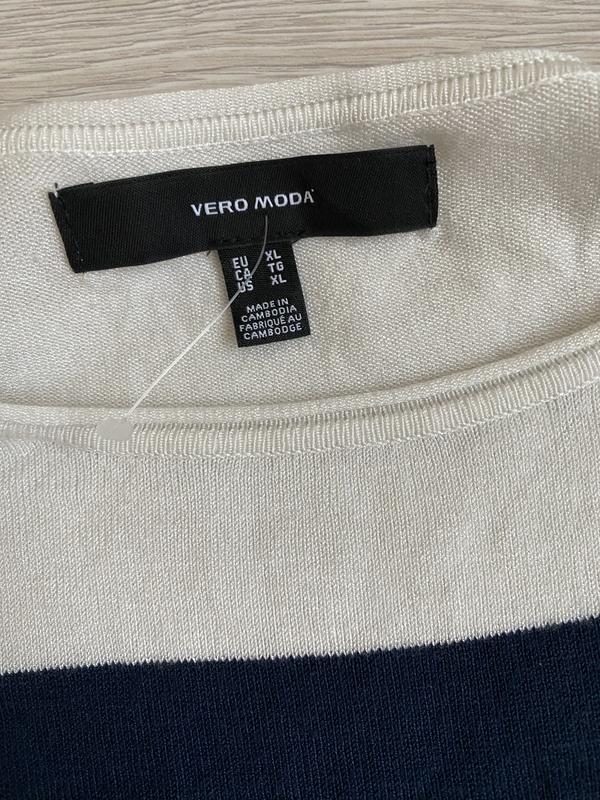 VERO MODA
EU XL
CA TG
US XL
MADE IN
CAMBODIA
FABRIQUÉ AU
CAMBODGE